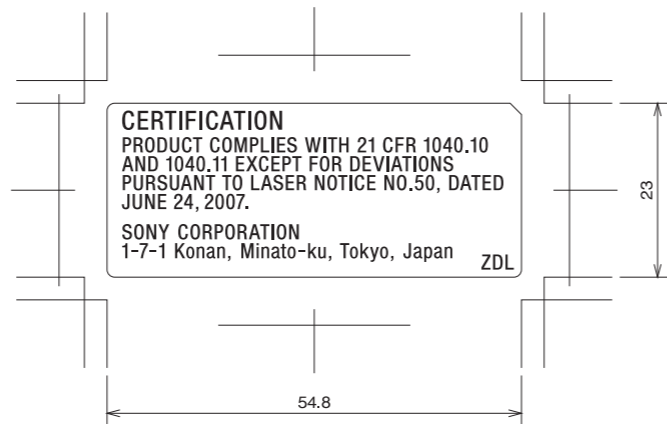 CERTIFICATION
PRODUCT COMPLIES WITH 21 CFR 1040.10
AND 1040.11 EXCEPT FOR DEVIATIONS
PURSUANT TO LASER NOTICE NO.50, DATED
JUNE 24, 2007.
SONY CORPORATION
1-7-1 Konan, Minato-ku, Tokyo, Japan
ZDL
23
54.8